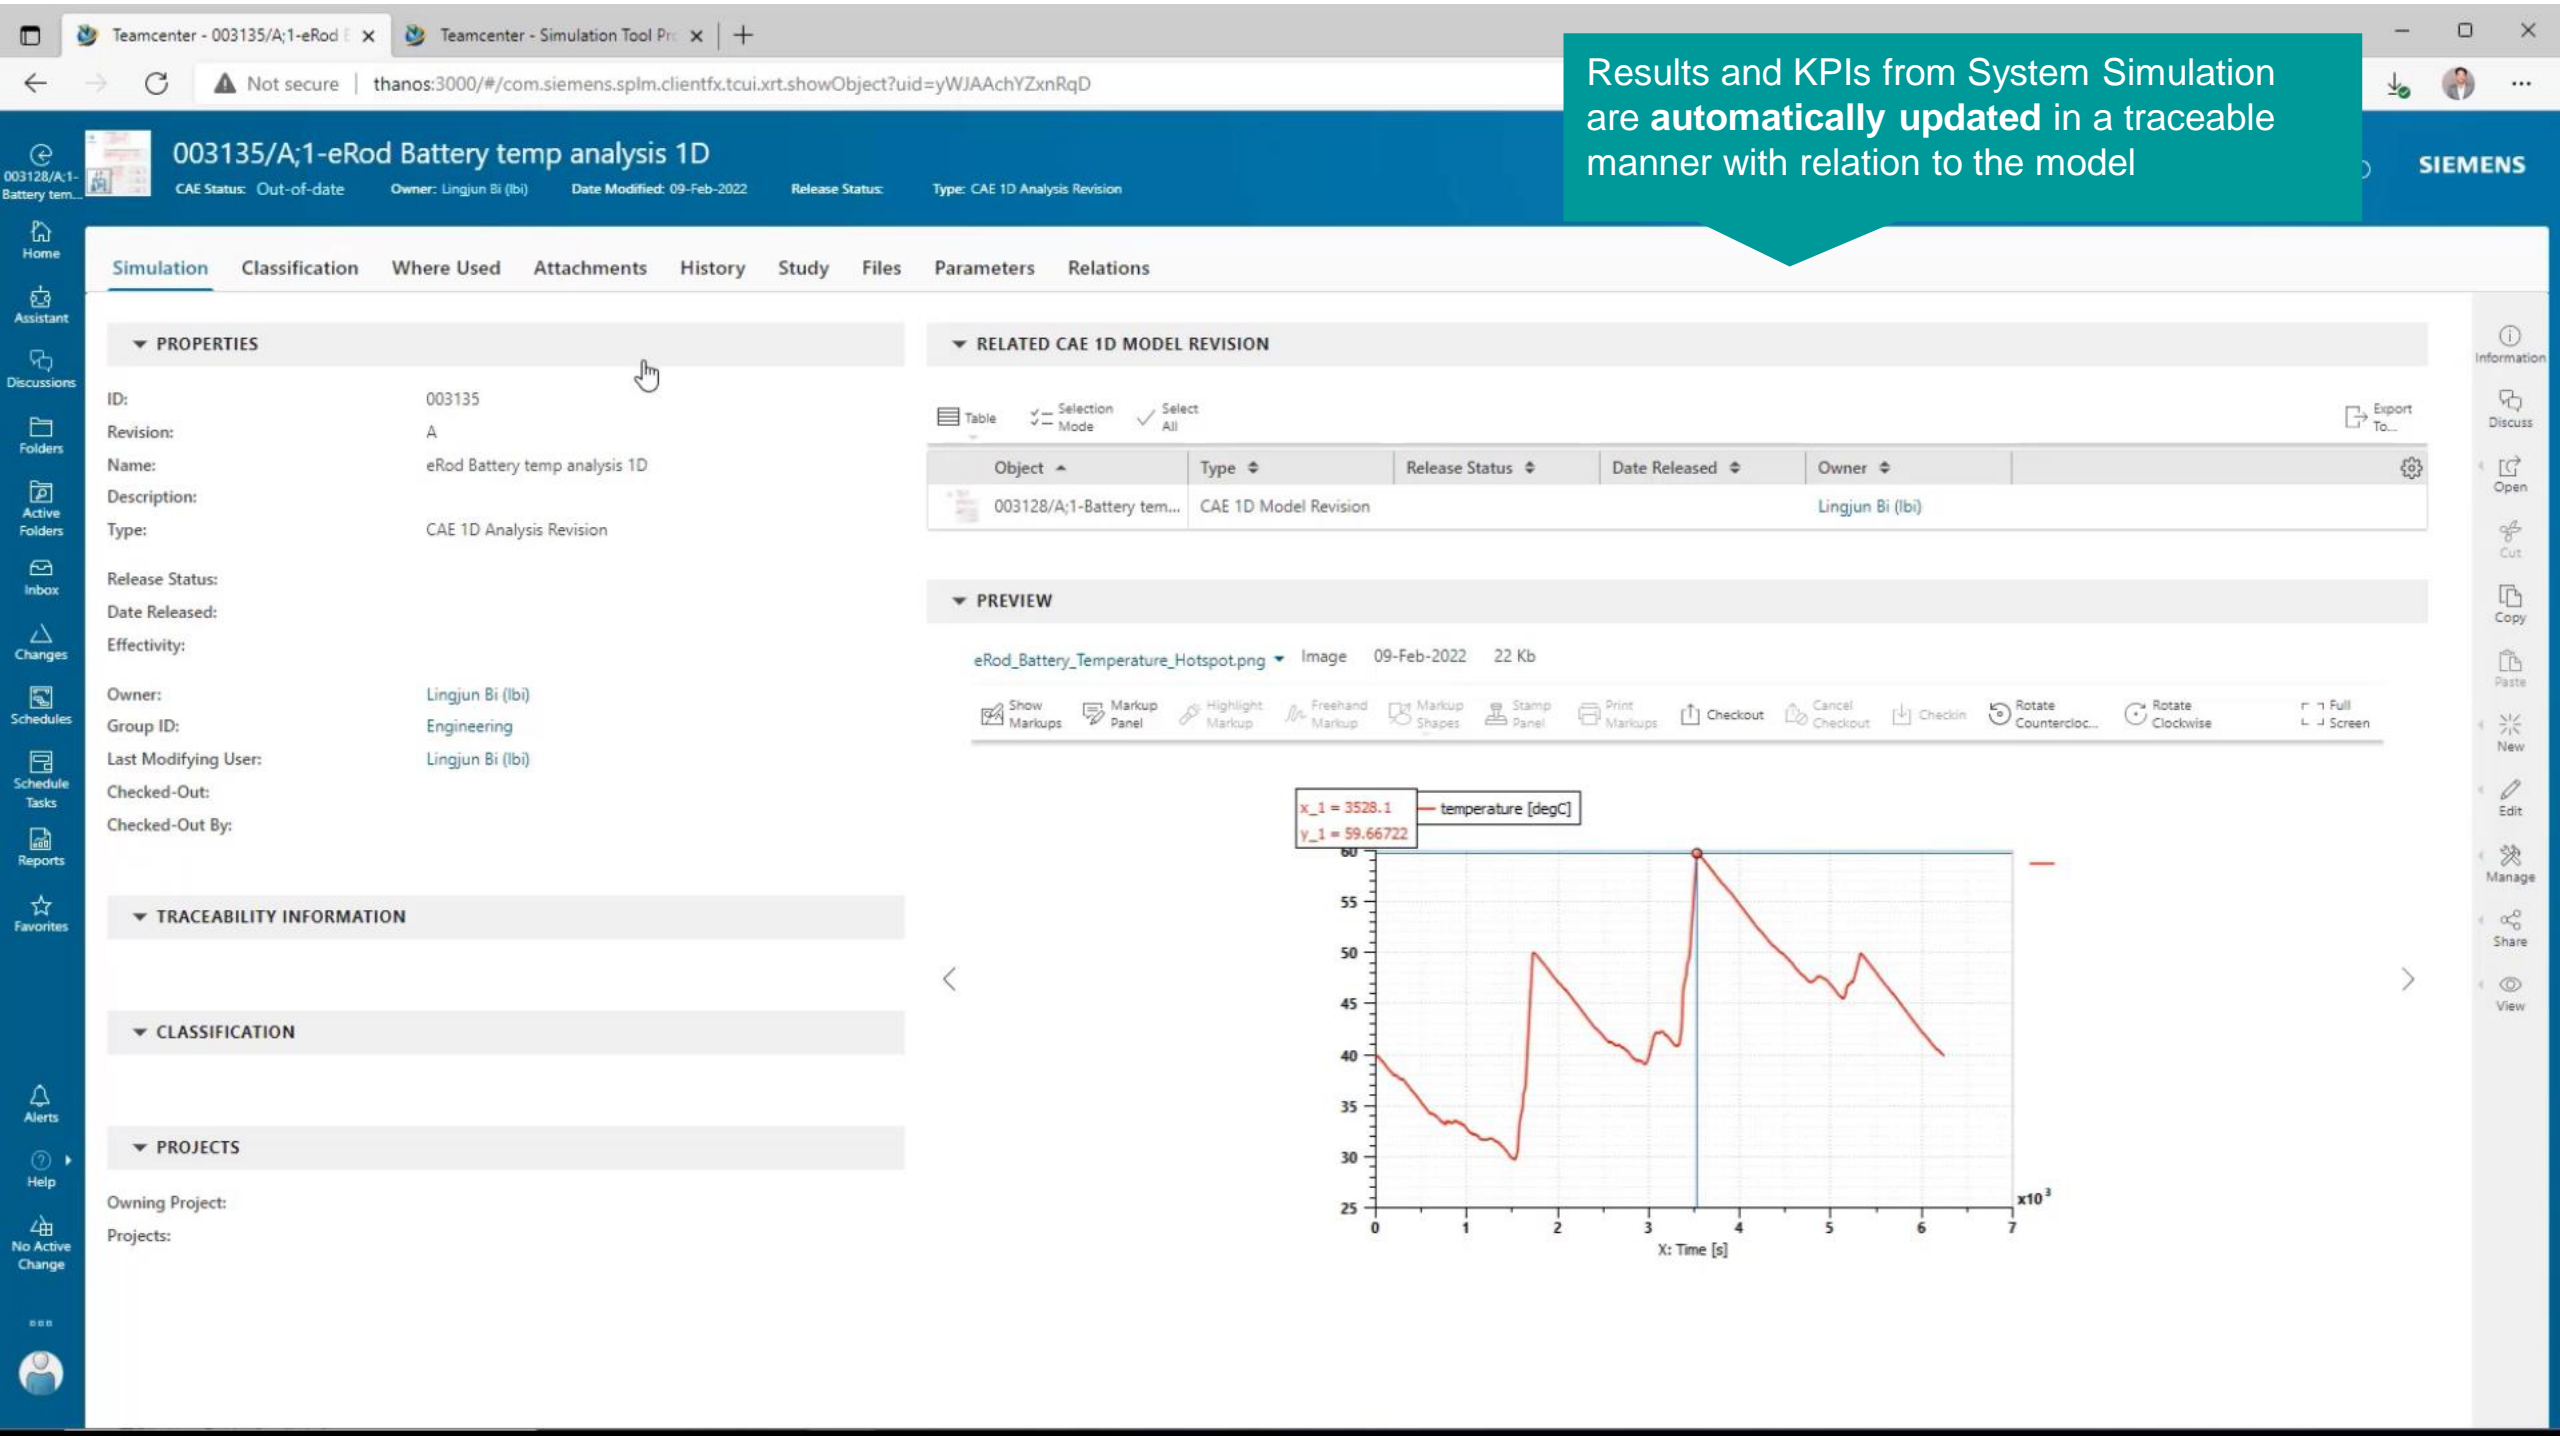 Teamcenter - 003135/A;1-eRod
Teamcenter - Simulation Tool
Not secure | thanos:3000/#/com.siemens.splm.clientfx.tcui.xrt.showObject?uid=yWJAAchYZxnRqD
Results and KPIs from System Simulation
are automatically updated in a traceable
manner with relation to the model
003128/A;1-
Battery tem...
003135/A;1-eRod Battery temp analysis 1D
CAE Status: Out-of-date Owner: Lingjun Bi (lbi) Date Modified: 09-Feb-2022 Release Status: Type: CAE 1D Analysis Revision
SIEMENS
Home
Assistant
Discussions
Folders
Active
Folders
Inbox
Changes
Schedules
Schedule
Tasks
Reports
Favorites
Alerts
Help
No Active
Change
Simulation Classification Where Used Attachments History Study Files Parameters Relations
PROPERTIES
ID: 003135
Revision: A
Name: eRod Battery temp analysis 1D
Description:
Type: CAE 1D Analysis Revision
Release Status:
Date Released:
Effectivity:
Owner: Lingjun Bi (lbi)
Group ID: Engineering
Last Modifying User: Lingjun Bi (lbi)
Checked-Out:
Checked-Out By:
TRACEABILITY INFORMATION
CLASSIFICATION
PROJECTS
Owning Project:
Projects:
RELATED CAE 1D MODEL REVISION
Table
Selection
Mode
Select
All
Export
To...
Object Type Release Status Date Released Owner
003128/A;1-Battery tem... CAE 1D Model Revision Lingjun Bi (lbi)
PREVIEW
eRod_Battery_Temperature_Hotspot.png Image 09-Feb-2022 22 Kb
Show
Markups
Markup
Panel
Highlight
Markup
Freehand
Markup
Markup
Shapes
Stamp
Panel
Print
Markups
Checkout
Cancel
Checkout
Checkin
Rotate
Countercloc...
Rotate
Clockwise
Full
Screen
x_1 = 3528.1
y_1 = 59.66722
temperature [degC]
60
55
50
45
40
35
30
25
0 1 2 3 4 5 6 7
x10³
X: Time [s]
Information
Discuss
Open
Cut
Copy
Paste
New
Edit
Manage
Share
View